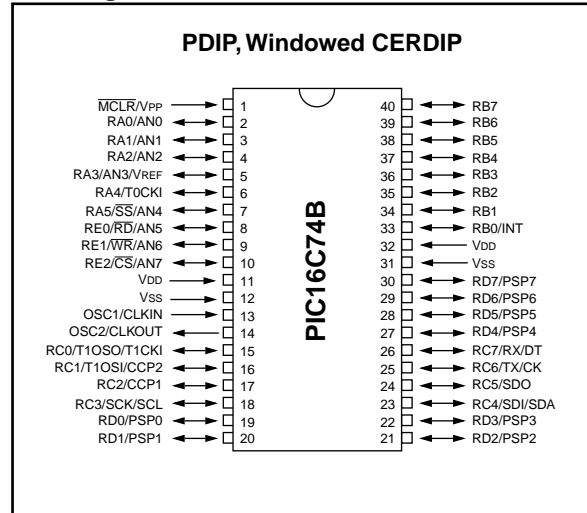 PDIP, Windowed CERDIP
MCLR/VPP 1 40 RB7
RA0/AN0 2 39 RB6
RA1/AN1 3 38 RB5
RA2/AN2 4 37 RB4
RA3/AN3/VREF 5 36 RB3
RA4/T0CKI 6 35 RB2
RA5/SS/AN4 7 34 RB1
RE0/RD/AN5 8 33 RB0/INT
RE1/WR/AN6 9 32 VDD
RE2/CS/AN7 10 31 VSS
VDD 11 30 RD7/PSP7
VSS 12 29 RD6/PSP6
OSC1/CLKIN 13 28 RD5/PSP5
OSC2/CLKOUT 14 27 RD4/PSP4
RC0/T1OSO/T1CKI 15 26 RC7/RX/DT
RC1/T1OSI/CCP2 16 25 RC6/TX/CK
RC2/CCP1 17 24 RC5/SDO
RC3/SCK/SCL 18 23 RC4/SDI/SDA
RD0/PSP0 19 22 RD3/PSP3
RD1/PSP1 20 21 RD2/PSP2
PIC16C74B